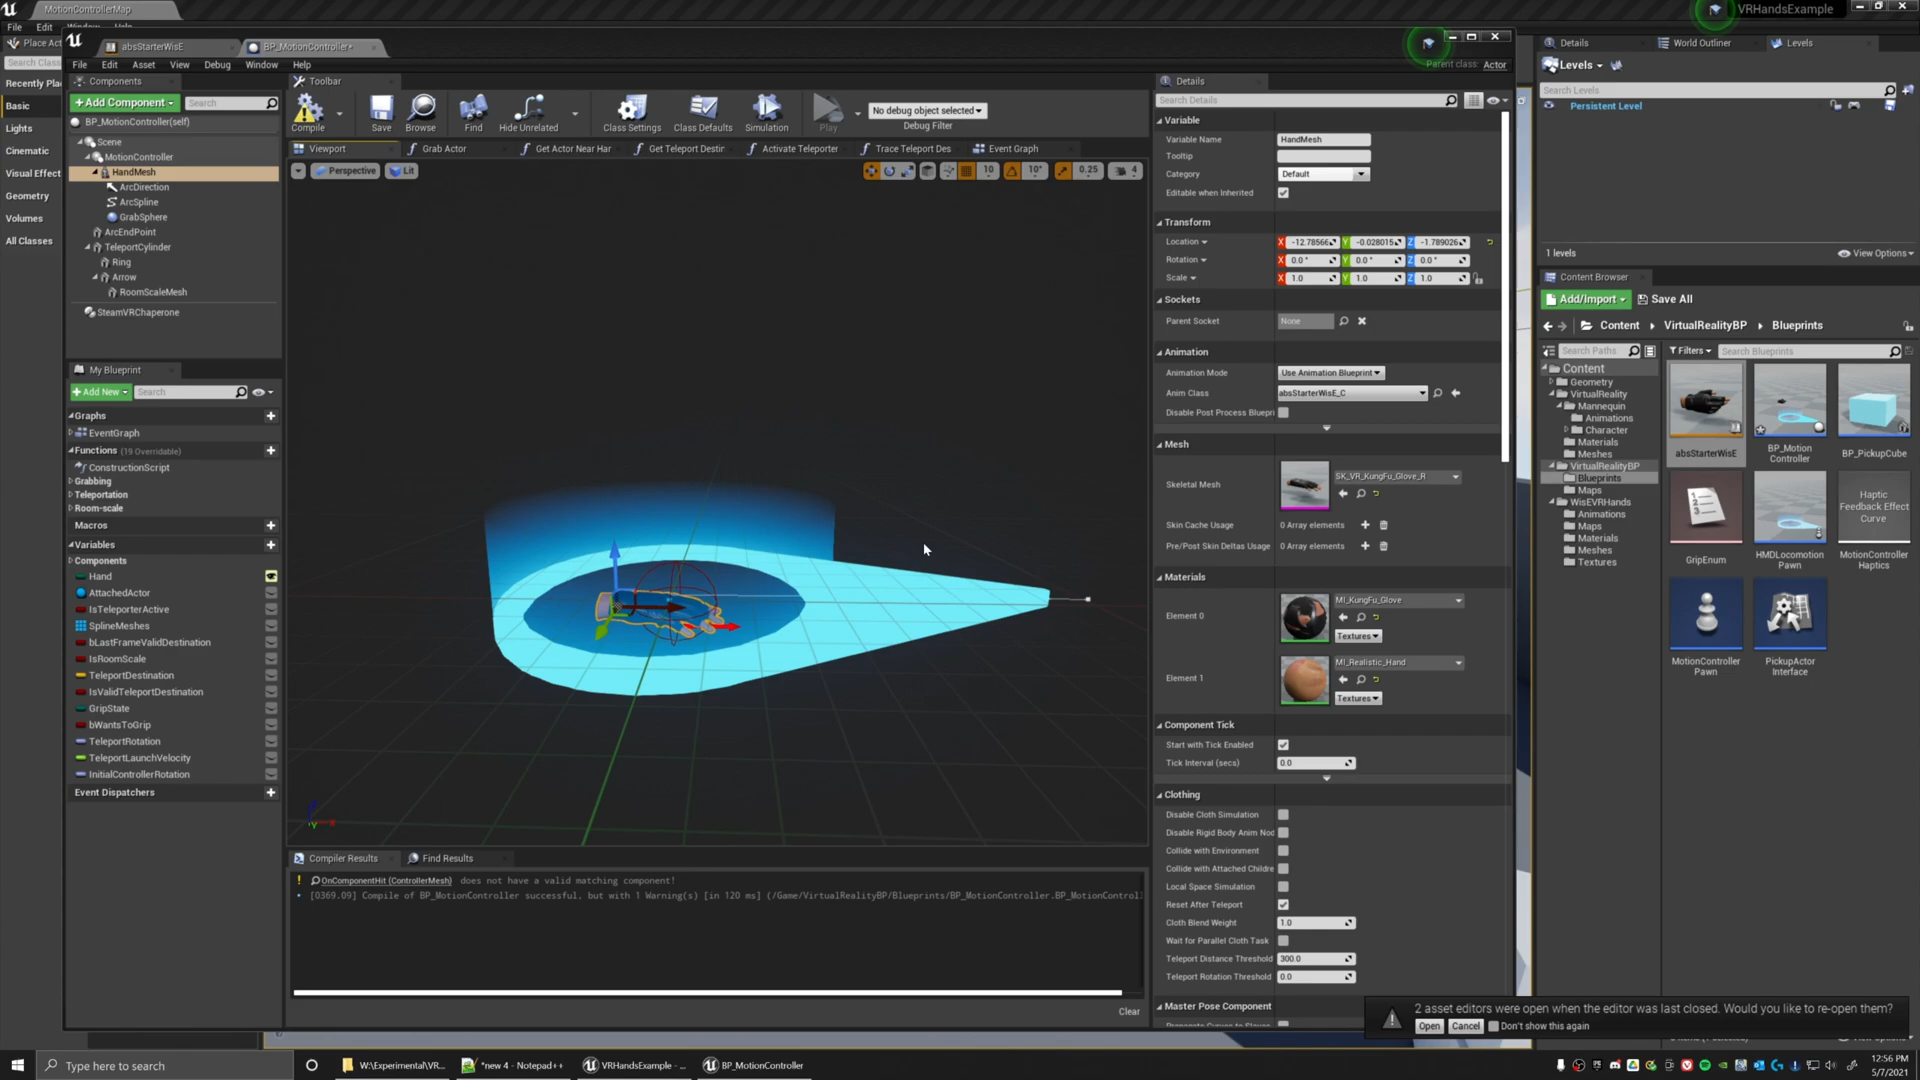 MotionControllerMap
VRHandsExample
File Edit Window Help
Place Act
Search Class
Recently Pla
Basic
Lights
Cinematic
Visual Effect
Geometry
Volumes
All Classes
absStarterWisE
BP_MotionController*
File Edit Asset View Debug Window Help
Parent class: Actor
Components
+Add Component
Search
BP_MotionController(self)
Scene
MotionController
HandMesh
ArcDirection
ArcSpline
GrabSphere
ArcEndPoint
TeleportCylinder
Ring
Arrow
RoomScaleMesh
SteamVRChaperone
My Blueprint
+Add New
Search
Graphs
EventGraph
Functions (19 Overridable)
ConstructionScript
Grabbing
Teleportation
Room-scale
Macros
Variables
Components
Hand
AttachedActor
IsTeleporterActive
SplineMeshes
bLastFrameValidDestination
IsRoomScale
TeleportDestination
IsValidTeleportDestination
GripState
bWantsToGrip
TeleportRotation
TeleportLaunchVelocity
InitialControllerRotation
Event Dispatchers
Toolbar
Compile
Save
Browse
Find
Hide Unrelated
Class Settings
Class Defaults
Simulation
Play
No debug object selected
Debug Filter
Viewport
Grab Actor
Get Actor Near Har
Get Teleport Destin
Activate Teleporter
Trace Teleport Des
Event Graph
Perspective
Lit
10
10°
0.25
4
Compiler Results
Find Results
OnComponentHit (ControllerMesh) does not have a valid matching component!
[0369.09] Compile of BP_MotionController successful, but with 1 Warning(s) [in 120 ms] (/Game/VirtualRealityBP/Blueprints/BP_MotionController.BP_MotionControl
Clear
Details
Search Details
Variable
Variable Name HandMesh
Tooltip
Category Default
Editable when Inherited
Transform
Location X -12.78566 Y -0.028015 Z -1.789026
Rotation X 0.0° Y 0.0° Z 0.0°
Scale X 1.0 Y 1.0 Z 1.0
Sockets
Parent Socket None
Animation
Animation Mode Use Animation Blueprint
Anim Class absStarterWisE_C
Disable Post Process Bluepri
Mesh
Skeletal Mesh SK_VR_KungFu_Glove_R
Skin Cache Usage 0 Array elements
Pre/Post Skin Deltas Usage 0 Array elements
Materials
Element 0 MI_KungFu_Glove
Textures
Element 1 MI_Realistic_Hand
Textures
Component Tick
Start with Tick Enabled
Tick Interval (secs) 0.0
Clothing
Disable Cloth Simulation
Disable Rigid Body Anim Nod
Collide with Environment
Collide with Attached Childre
Local Space Simulation
Reset After Teleport
Cloth Blend Weight 1.0
Wait for Parallel Cloth Task
Teleport Distance Threshold 300.0
Teleport Rotation Threshold 0.0
Master Pose Component
Details
World Outliner
Levels
Levels
Search Levels
Persistent Level
1 levels
View Options
Content Browser
Add/Import
Save All
Content VirtualRealityBP Blueprints
Search Paths
Filters
Search Blueprints
Content
Geometry
VirtualReality
Mannequin
Animations
Character
Materials
Meshes
VirtualRealityBP
Blueprints
Maps
WisEVRHands
Animations
Maps
Materials
Meshes
Textures
absStarterWisE
BP_Motion Controller
BP_PickupCube
GripEnum
HMDLocomotion Pawn
Haptic Feedback Effect Curve
MotionController Haptics
MotionController Pawn
PickupActor Interface
2 asset editors were open when the editor was last closed. Would you like to re-open them?
Open
Cancel
Don't show this again
Type here to search
W:\Experimental\VR...
*new 4 - Notepad++
VRHandsExample - ...
BP_MotionController
12:56 PM
5/7/2021